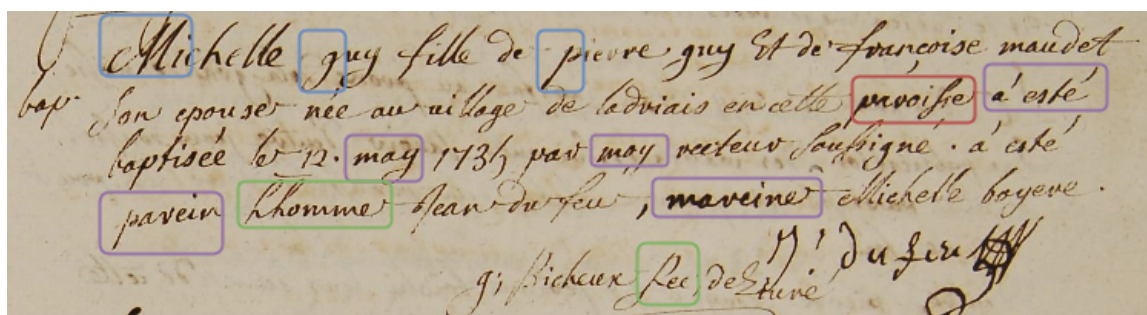 Michelle guy fille de pierre guy Et de françoise maudet
bap. Son epouse née au village de ladriais en cette paroisse á esté
baptisée le 12. may 173 par moy recteur Soussigné. á esté
parein lhomme Jean du feu, mareine Michelle boyere.
du feu
g; Richeux Rec. de